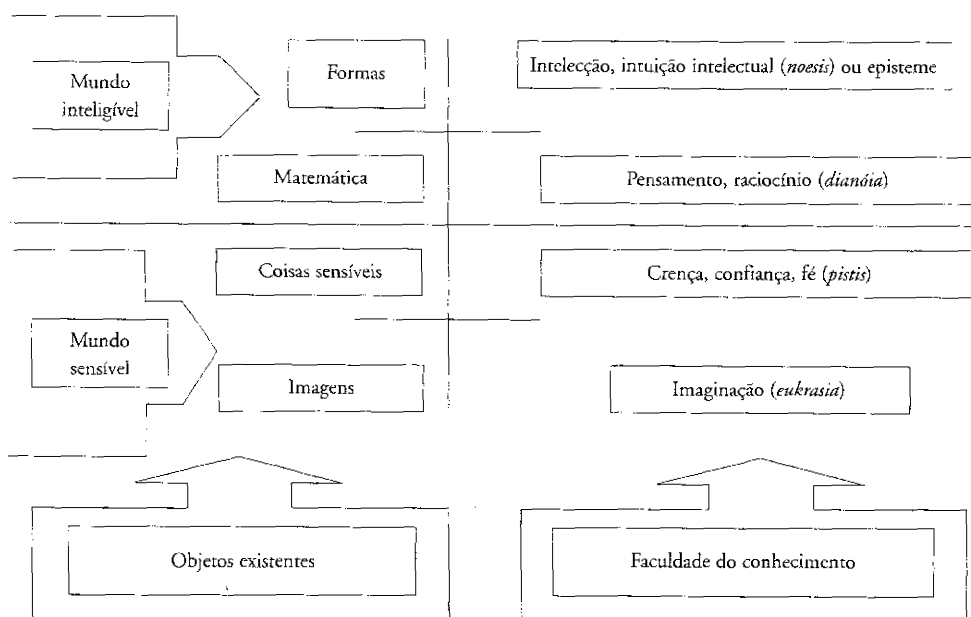 Formas
Intelecção, intuição intelectual (noesis) ou episteme
Mundo
inteligível
Matemática
Pensamento, raciocínio (dianóia)
Coisas sensíveis
Crença, confiança, fé (pistis)
Mundo
sensível
Imagens
Imaginação (eukrasia)
Objetos existentes
Faculdade do conhecimento